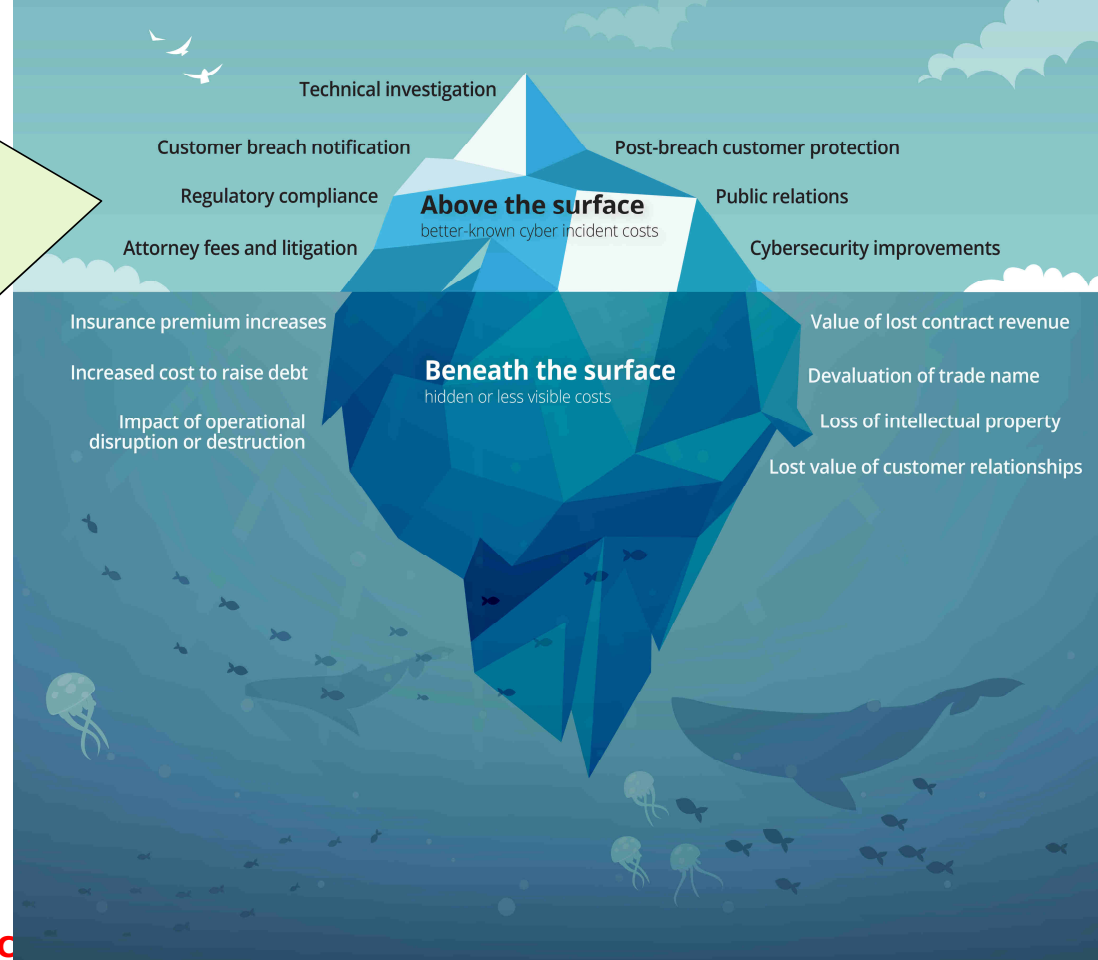 Technical investigation
Customer breach notification
Post-breach customer protection
Regulatory compliance
Above the surface
better-known cyber incident costs
Public relations
Attorney fees and litigation
Cybersecurity improvements
Insurance premium increases
Value of lost contract revenue
Increased cost to raise debt
Beneath the surface
hidden or less visible costs
Devaluation of trade name
Impact of operational
disruption or destruction
Loss of intellectual property
Lost value of customer relationships